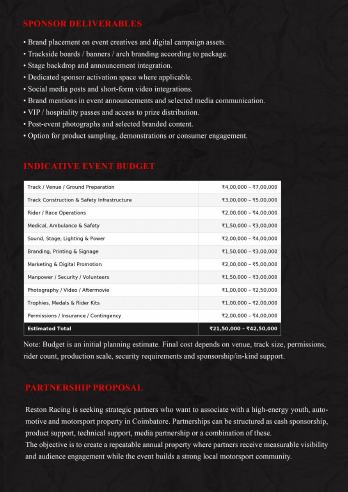 SPONSOR DELIVERABLES
• Brand placement on event creatives and digital campaign assets.
• Trackside boards / banners / arch branding according to package.
• Stage backdrop and announcement integration.
• Dedicated sponsor activation space where applicable.
• Social media posts and short-form video integrations.
• Brand mentions in event announcements and selected media communication.
• VIP / hospitality passes and access to prize distribution.
• Post-event photographs and selected branded content.
• Option for product sampling, demonstrations or consumer engagement.
INDICATIVE EVENT BUDGET
Track / Venue / Ground Preparation ₹4,00,000 – ₹7,00,000
Track Construction & Safety Infrastructure ₹3,00,000 – ₹5,00,000
Rider / Race Operations ₹2,00,000 – ₹4,00,000
Medical, Ambulance & Safety ₹1,50,000 – ₹3,00,000
Sound, Stage, Lighting & Power ₹2,00,000 – ₹4,00,000
Branding, Printing & Signage ₹1,50,000 – ₹3,00,000
Marketing & Digital Promotion ₹2,00,000 – ₹5,00,000
Manpower / Security / Volunteers ₹1,50,000 – ₹3,00,000
Photography / Video / Aftermovie ₹1,00,000 – ₹2,50,000
Trophies, Medals & Rider Kits ₹1,00,000 – ₹2,00,000
Permissions / Insurance / Contingency ₹2,00,000 – ₹4,00,000
Estimated Total ₹21,50,000 – ₹42,50,000
Note: Budget is an initial planning estimate. Final cost depends on venue, track size, permissions,
rider count, production scale, security requirements and sponsorship/in-kind support.
PARTNERSHIP PROPOSAL
Reston Racing is seeking strategic partners who want to associate with a high-energy youth, auto-
motive and motorsport property in Coimbatore. Partnerships can be structured as cash sponsorship,
product support, technical support, media partnership or a combination of these.
The objective is to create a repeatable annual property where partners receive measurable visibility
and audience engagement while the event builds a strong local motorsport community.